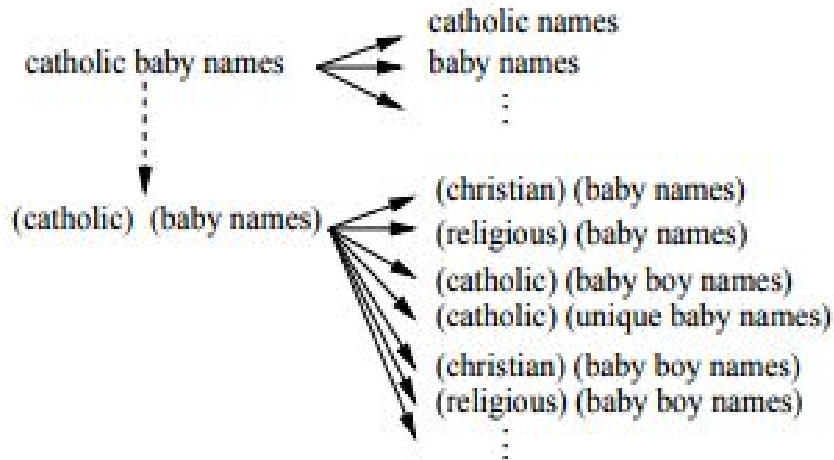 catholic baby names
catholic names
baby names
(catholic) (baby names)
(christian) (baby names)
(religious) (baby names)
(catholic) (baby boy names)
(catholic) (unique baby names)
(christian) (baby boy names)
(religious) (baby boy names)